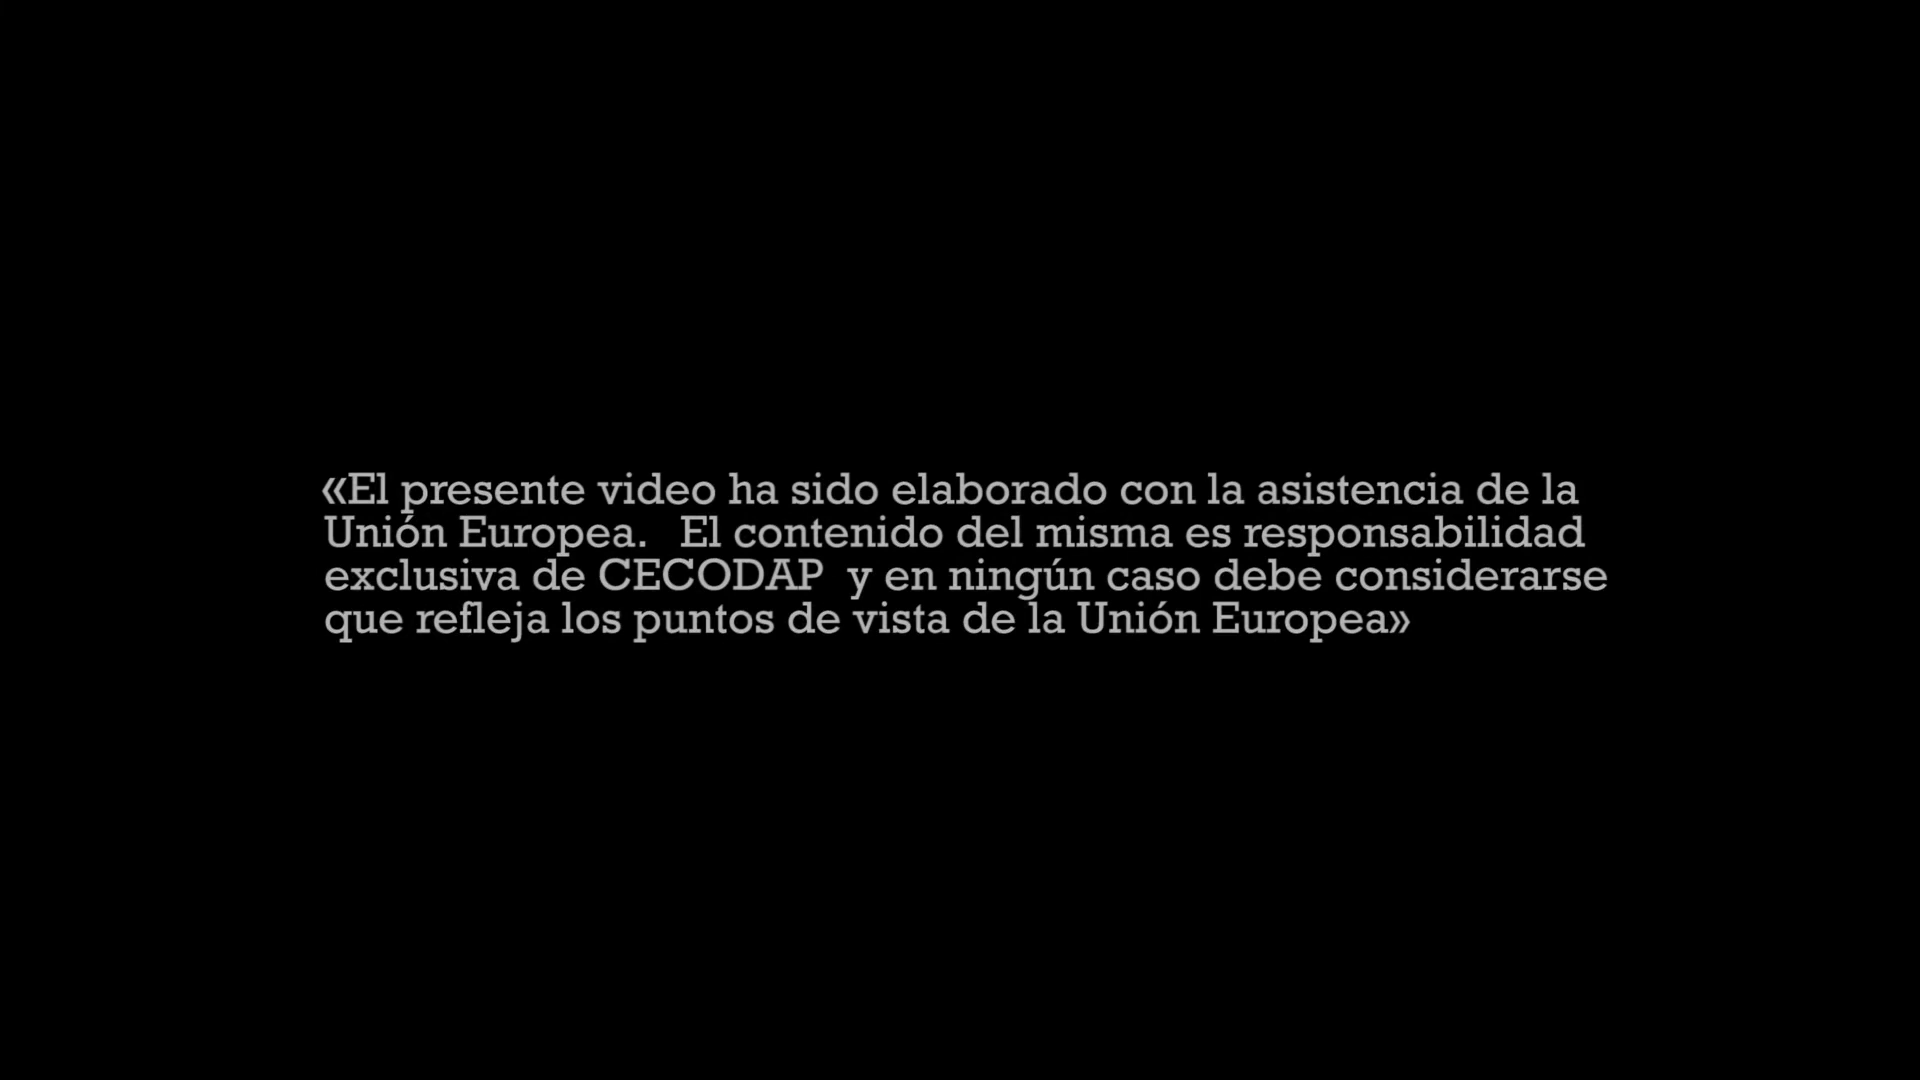 «El presente video ha sido elaborado con la asistencia de la
Unión Europea.   El contenido del misma es responsabilidad
exclusiva de CECODAP  y en ningún caso debe considerarse
que refleja los puntos de vista de la Unión Europea»